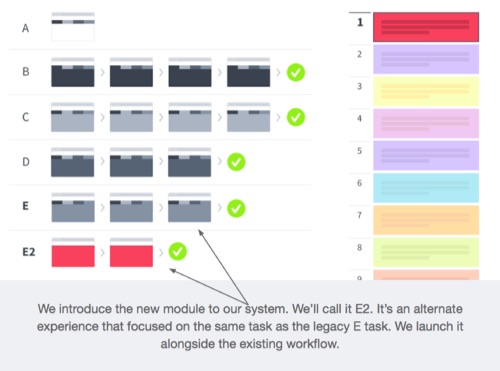 A
B
C
D
E
E2
1
2
3
4
5
6
7
8
9
We introduce the new module to our system. We'll call it E2. It's an alternate
experience that focused on the same task as the legacy E task. We launch it
alongside the existing workflow.